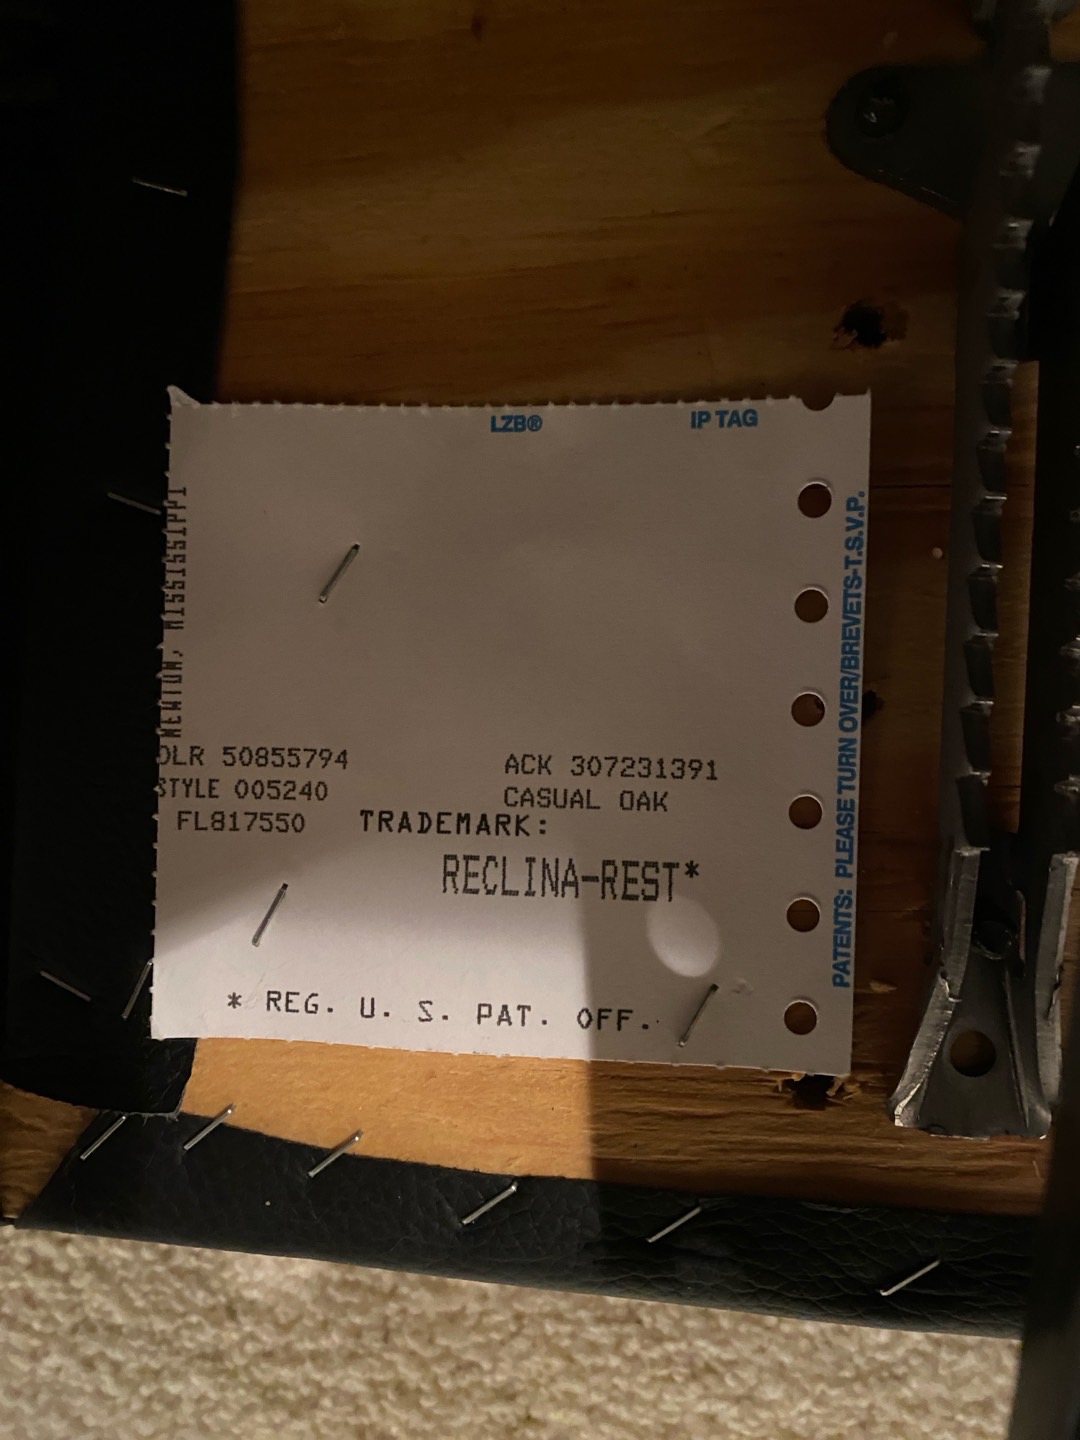 LZB® IP TAG
NEWTON, MISSISSIPPI
DLR 50855794 ACK 307231391
STYLE 005240 CASUAL OAK
FL817550 TRADEMARK:
RECLINA-REST*
* REG. U. S. PAT. OFF.
PATENTS: PLEASE TURN OVER/BREVETS-T.S.V.P.